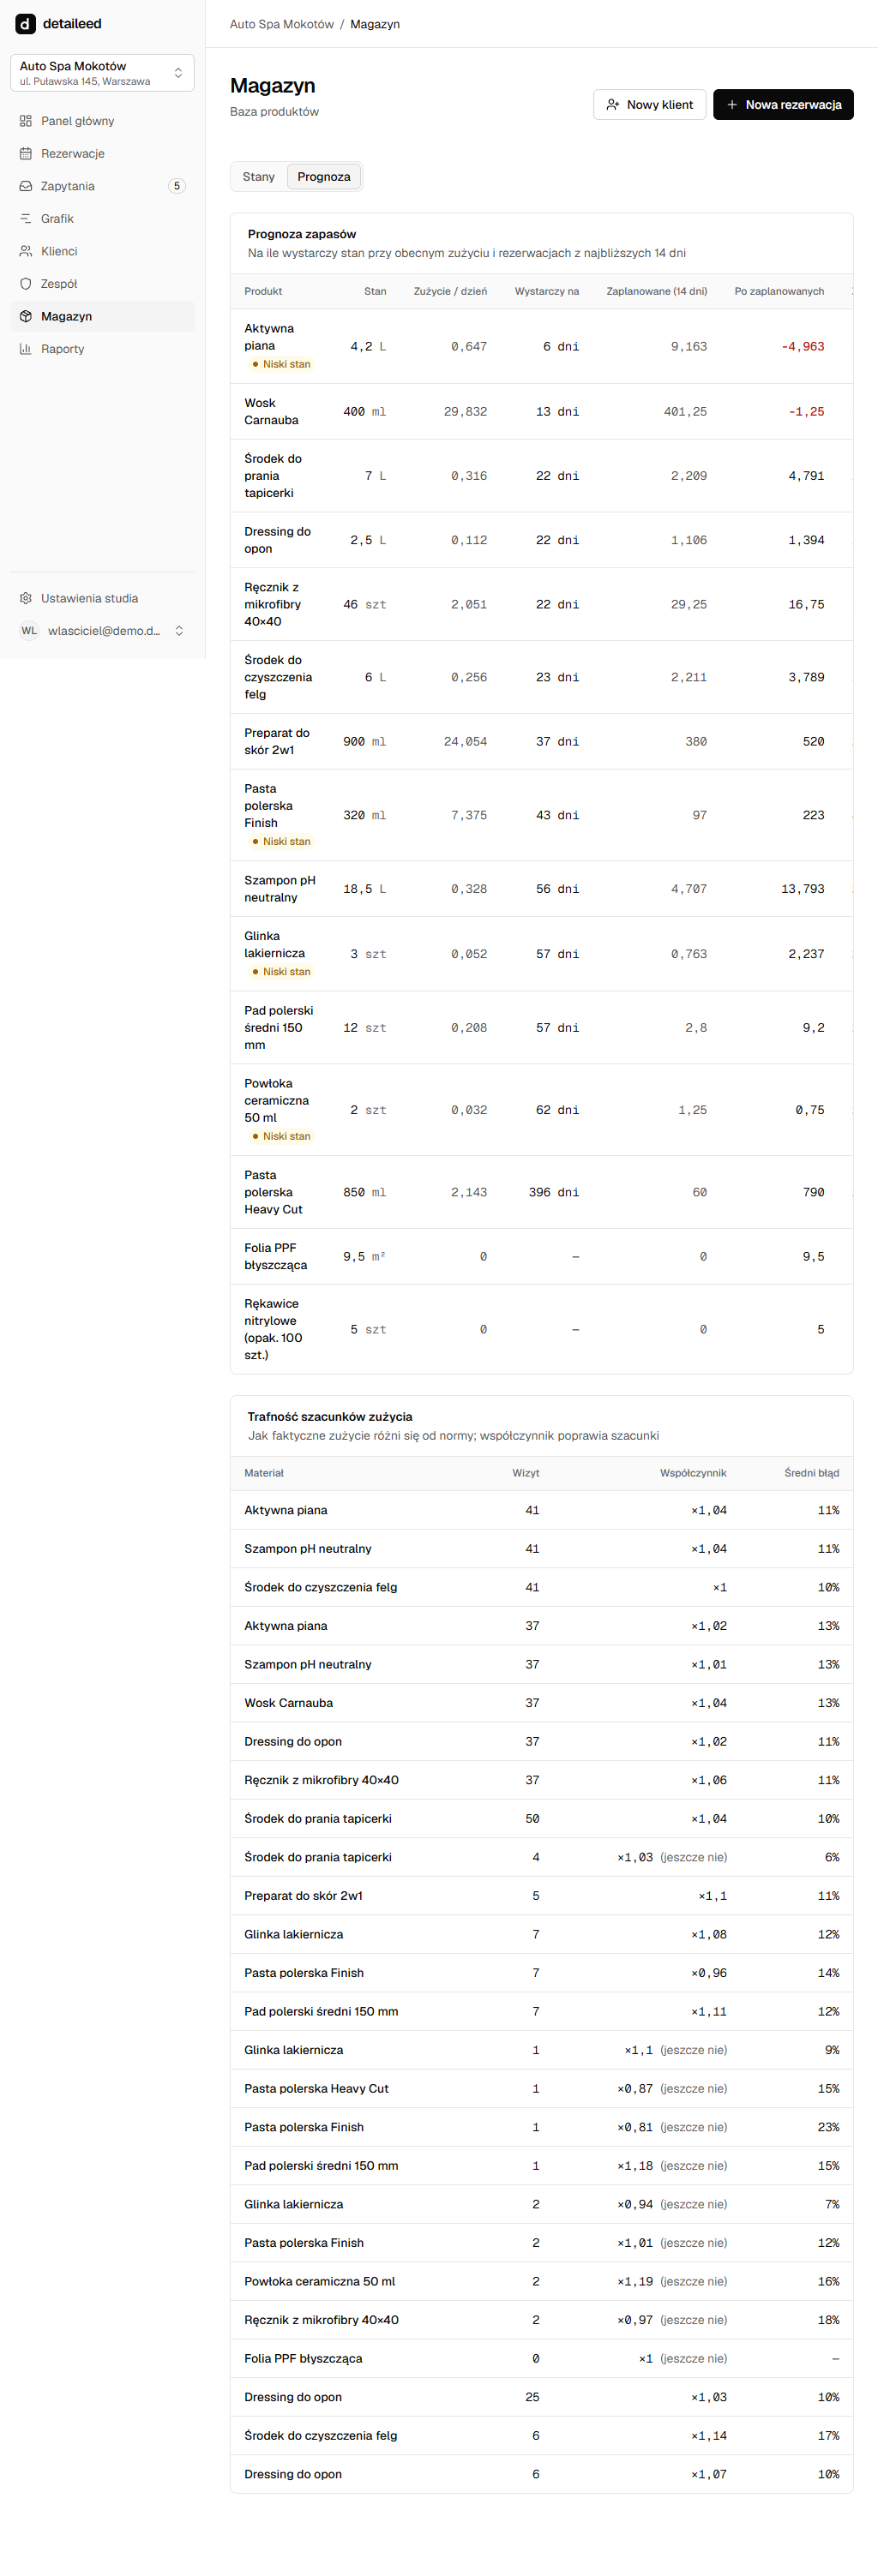 detaileed
Auto Spa Mokotów
ul. Puławska 145, Warszawa
Panel główny
Rezerwacje
Zapytania 5
Grafik
Klienci
Zespół
Magazyn
Raporty
Ustawienia studia
WL wlasciciel@demo.d...
Auto Spa Mokotów / Magazyn
Magazyn
Baza produktów
Nowy klient
Nowa rezerwacja
Stany Prognoza
Prognoza zapasów
Na ile wystarczy stan przy obecnym zużyciu i rezerwacjach z najbliższych 14 dni
Produkt Stan Zużycie / dzień Wystarczy na Zaplanowane (14 dni) Po zaplanowanych
Aktywna piana Niski stan 4,2 L 0,647 6 dni 9,163 -4,963
Wosk Carnauba 400 ml 29,832 13 dni 401,25 -1,25
Środek do prania tapicerki 7 L 0,316 22 dni 2,209 4,791
Dressing do opon 2,5 L 0,112 22 dni 1,106 1,394
Ręcznik z mikrofibry 40×40 46 szt 2,051 22 dni 29,25 16,75
Środek do czyszczenia felg 6 L 0,256 23 dni 2,211 3,789
Preparat do skór 2w1 900 ml 24,054 37 dni 380 520
Pasta polerska Finish Niski stan 320 ml 7,375 43 dni 97 223
Szampon pH neutralny 18,5 L 0,328 56 dni 4,707 13,793
Glinka lakiernicza Niski stan 3 szt 0,052 57 dni 0,763 2,237
Pad polerski średni 150 mm 12 szt 0,208 57 dni 2,8 9,2
Powłoka ceramiczna 50 ml Niski stan 2 szt 0,032 62 dni 1,25 0,75
Pasta polerska Heavy Cut 850 ml 2,143 396 dni 60 790
Folia PPF błyszcząca 9,5 m² 0 — 0 9,5
Rękawice nitrylowe (opak. 100 szt.) 5 szt 0 — 0 5
Trafność szacunków zużycia
Jak faktyczne zużycie różni się od normy; współczynnik poprawia szacunki
Materiał Wizyt Współczynnik Średni błąd
Aktywna piana 41 ×1,04 11%
Szampon pH neutralny 41 ×1,04 11%
Środek do czyszczenia felg 41 ×1 10%
Aktywna piana 37 ×1,02 13%
Szampon pH neutralny 37 ×1,01 13%
Wosk Carnauba 37 ×1,04 13%
Dressing do opon 37 ×1,02 11%
Ręcznik z mikrofibry 40×40 37 ×1,06 11%
Środek do prania tapicerki 50 ×1,04 10%
Środek do prania tapicerki 4 ×1,03 (jeszcze nie) 6%
Preparat do skór 2w1 5 ×1,1 11%
Glinka lakiernicza 7 ×1,08 12%
Pasta polerska Finish 7 ×0,96 14%
Pad polerski średni 150 mm 7 ×1,11 12%
Glinka lakiernicza 1 ×1,1 (jeszcze nie) 9%
Pasta polerska Heavy Cut 1 ×0,87 (jeszcze nie) 15%
Pasta polerska Finish 1 ×0,81 (jeszcze nie) 23%
Pad polerski średni 150 mm 1 ×1,18 (jeszcze nie) 15%
Glinka lakiernicza 2 ×0,94 (jeszcze nie) 7%
Pasta polerska Finish 2 ×1,01 (jeszcze nie) 12%
Powłoka ceramiczna 50 ml 2 ×1,19 (jeszcze nie) 16%
Ręcznik z mikrofibry 40×40 2 ×0,97 (jeszcze nie) 18%
Folia PPF błyszcząca 0 ×1 (jeszcze nie) —
Dressing do opon 25 ×1,03 10%
Środek do czyszczenia felg 6 ×1,14 17%
Dressing do opon 6 ×1,07 10%